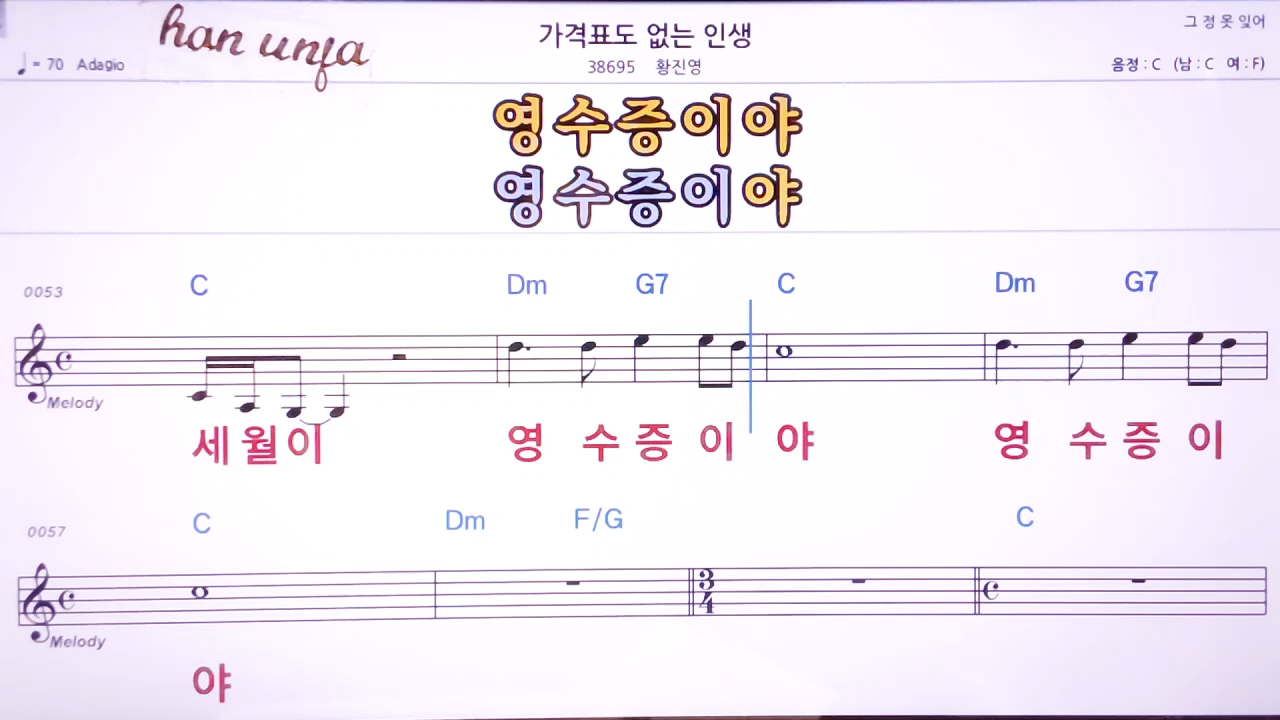 han unja
가격표도 없는 인생
그 정 못 잊어
♩= 70 Adagio
38695 황진영
음정 : C (남 : C 여 : F)
영수증이야
영수증이야
0053
C Dm G7 C Dm G7
Melody
세 월 이 영 수 증 이 야 영 수 증 이
0057
C Dm F/G C
3
4
Melody
야